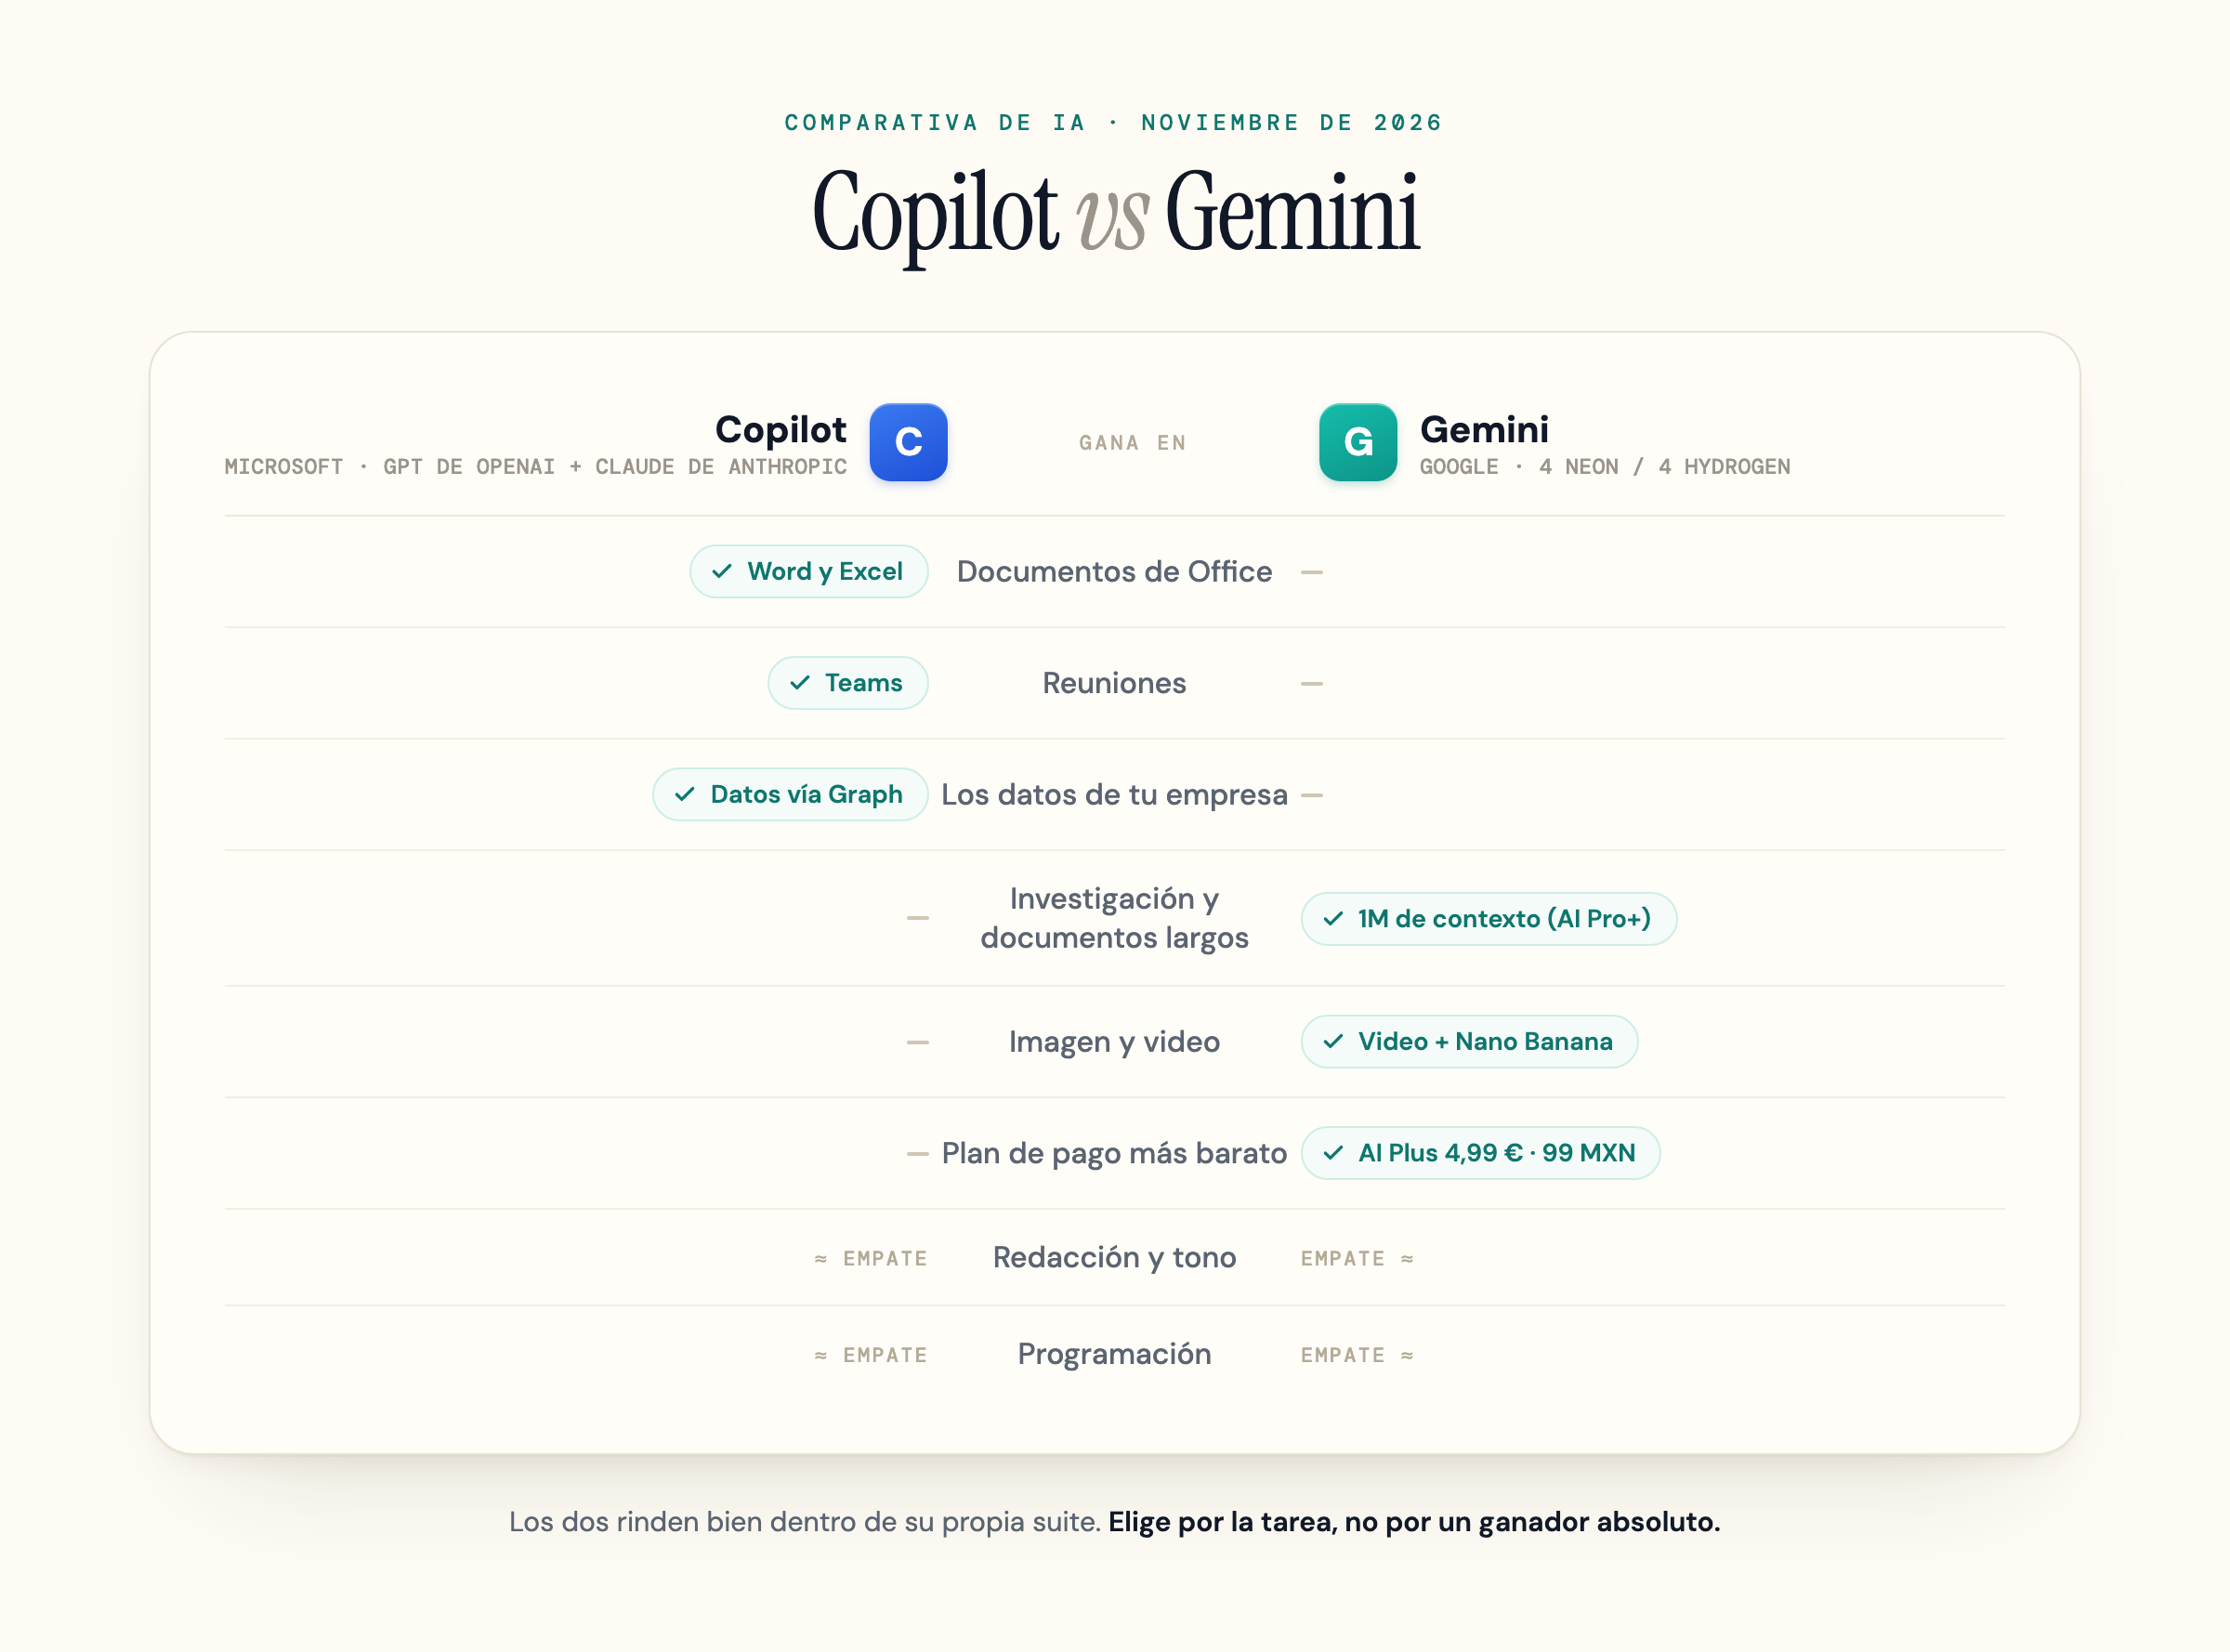 COMPARATIVA DE IA · NOVIEMBRE DE 2026
Copilot vs Gemini
Copilot
MICROSOFT · GPT DE OPENAI + CLAUDE DE ANTHROPIC
C
GANA EN
G
Gemini
GOOGLE · 4 NEON / 4 HYDROGEN
✓ Word y Excel
Documentos de Office
—
✓ Teams
Reuniones
—
✓ Datos vía Graph
Los datos de tu empresa
—
—
Investigación y
documentos largos
✓ 1M de contexto (AI Pro+)
—
Imagen y video
✓ Video + Nano Banana
—
Plan de pago más barato
✓ AI Plus 4,99 € · 99 MXN
≈ EMPATE
Redacción y tono
EMPATE ≈
≈ EMPATE
Programación
EMPATE ≈
Los dos rinden bien dentro de su propia suite. Elige por la tarea, no por un ganador absoluto.